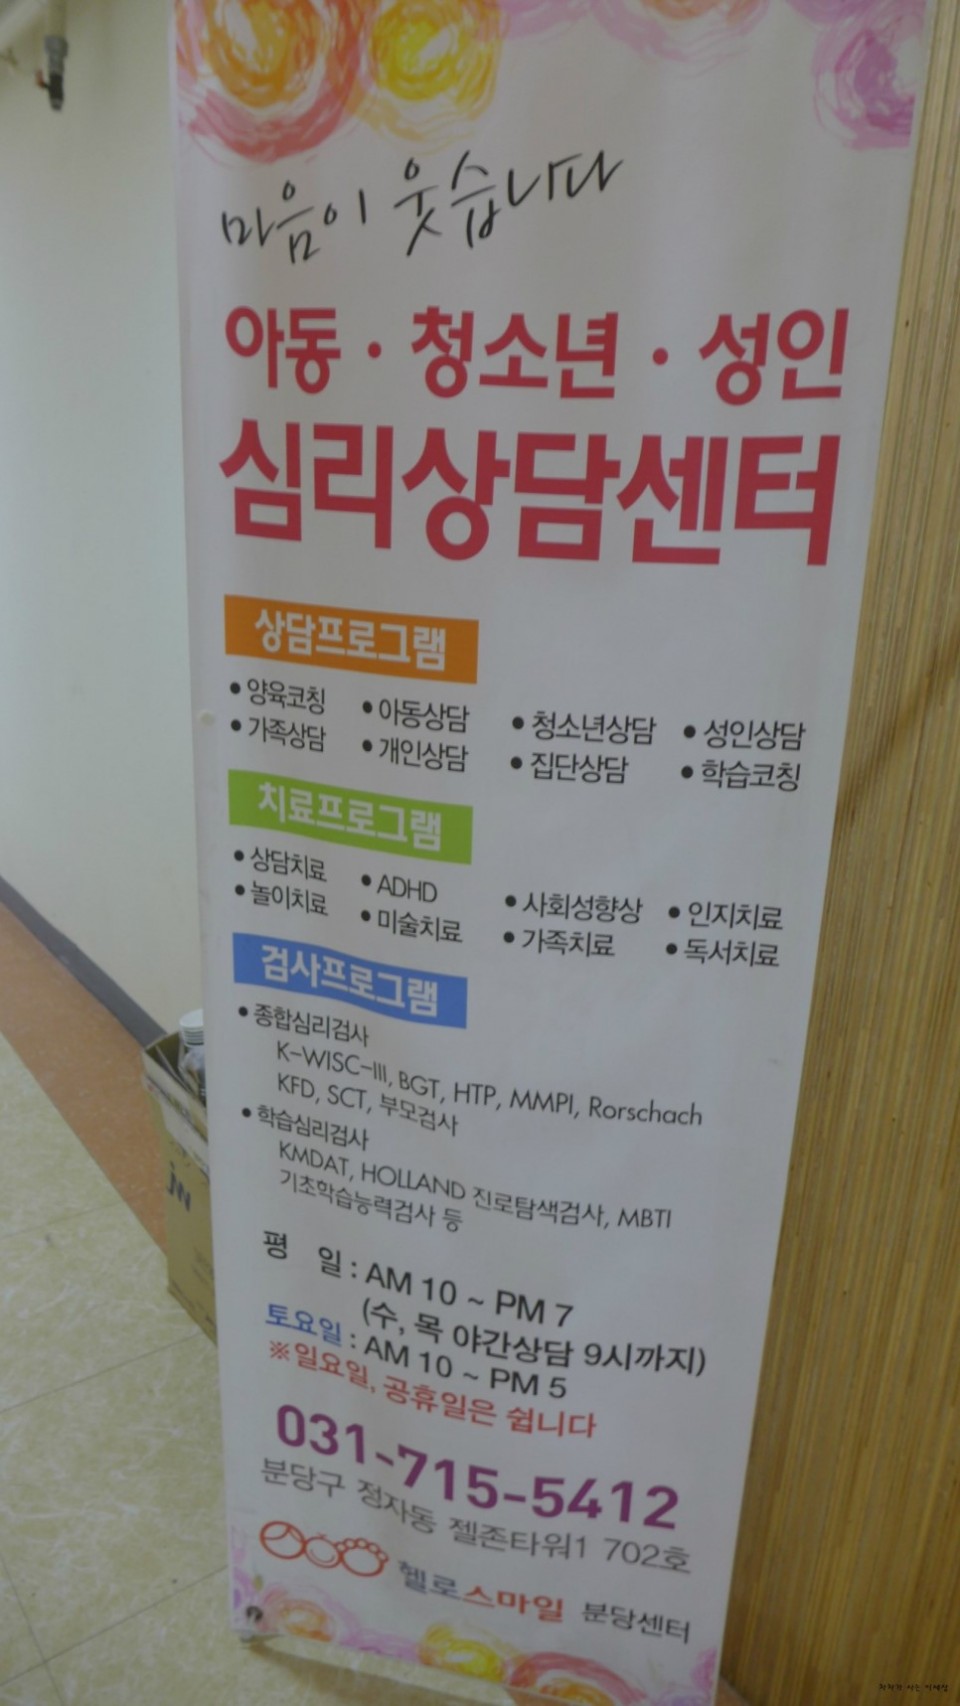 마음이 웃습니다
아동 · 청소년 · 성인
심리상담센터
상담프로그램
• 양육코칭 • 아동상담 • 청소년상담 • 성인상담
• 가족상담 • 개인상담 • 집단상담 • 학습코칭
치료프로그램
• 상담치료 • ADHD • 사회성향상 • 인지치료
• 놀이치료 • 미술치료 • 가족치료 • 독서치료
검사프로그램
• 종합심리검사
K-WISC-III, BGT, HTP, MMPI, Rorschach
KFD, SCT, 부모검사
• 학습심리검사
KMDAT, HOLLAND 진로탐색검사, MBTI
기초학습능력검사 등
평 일 : AM 10 ~ PM 7
(수, 목 야간상담 9시까지)
토요일 : AM 10 ~ PM 5
※일요일, 공휴일은 쉽니다
031-715-5412
분당구 정자동 젤존타워1 702호
헬로스마일 분당센터